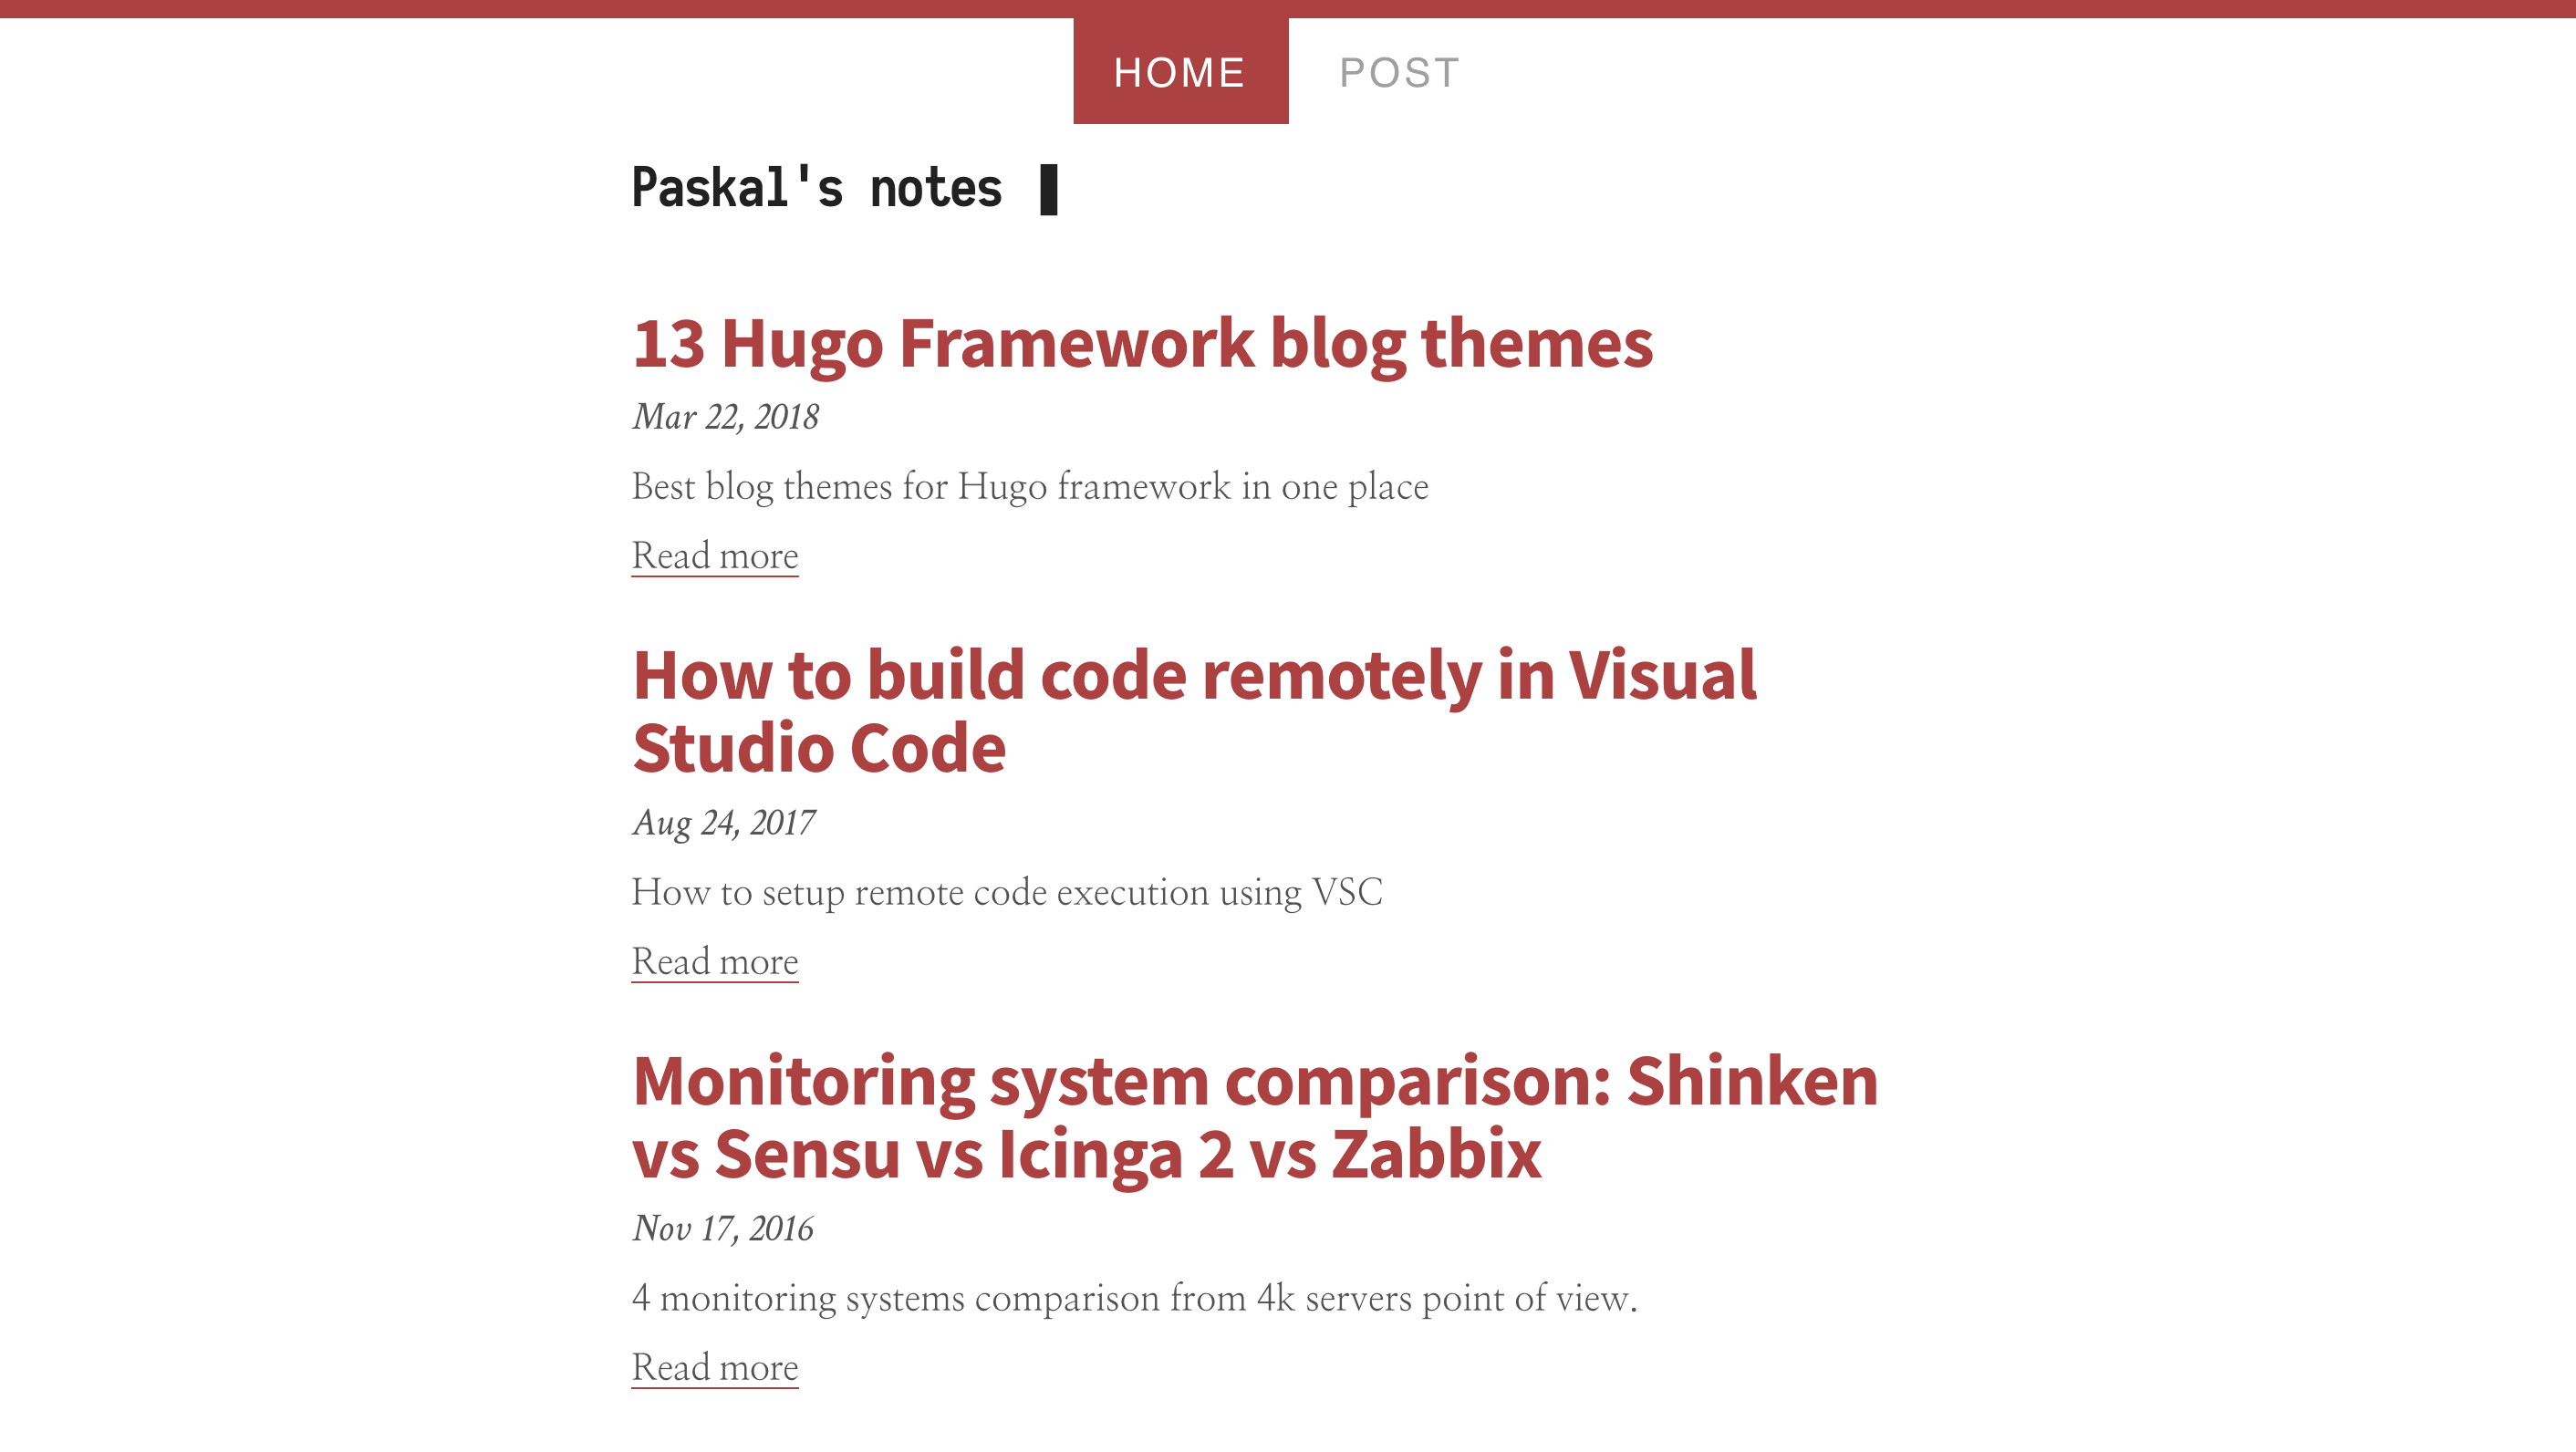 HOME POST
Paskal's notes
13 Hugo Framework blog themes
Mar 22, 2018
Best blog themes for Hugo framework in one place
Read more
How to build code remotely in Visual
Studio Code
Aug 24, 2017
How to setup remote code execution using VSC
Read more
Monitoring system comparison: Shinken
vs Sensu vs Icinga 2 vs Zabbix
Nov 17, 2016
4 monitoring systems comparison from 4k servers point of view.
Read more